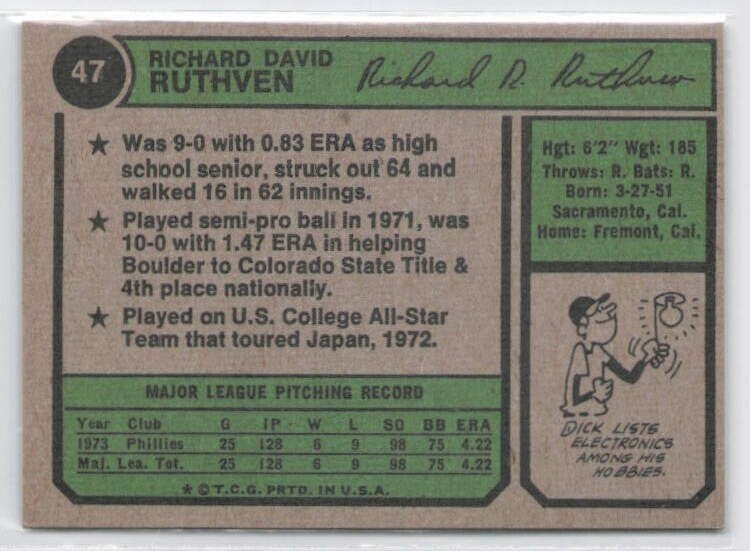 47
RICHARD DAVID
RUTHVEN
Richard D. Ruthven
★ Was 9-0 with 0.83 ERA as high
school senior, struck out 64 and
walked 16 in 62 innings.
★ Played semi-pro ball in 1971, was
10-0 with 1.47 ERA in helping
Boulder to Colorado State Title &
4th place nationally.
★ Played on U.S. College All-Star
Team that toured Japan, 1972.
Hgt: 6'2" Wgt: 185
Throws: R. Bats: R.
Born: 3-27-51
Sacramento, Cal.
Home: Fremont, Cal.
DICK LISTS
ELECTRONICS
AMONG HIS
HOBBIES.
MAJOR LEAGUE PITCHING RECORD
Year Club G IP W L SO BB ERA
1973 Phillies 25 128 6 9 98 75 4.22
Maj. Lea. Tot. 25 128 6 9 98 75 4.22
★ © T.C.G. PRTD. IN U.S.A.